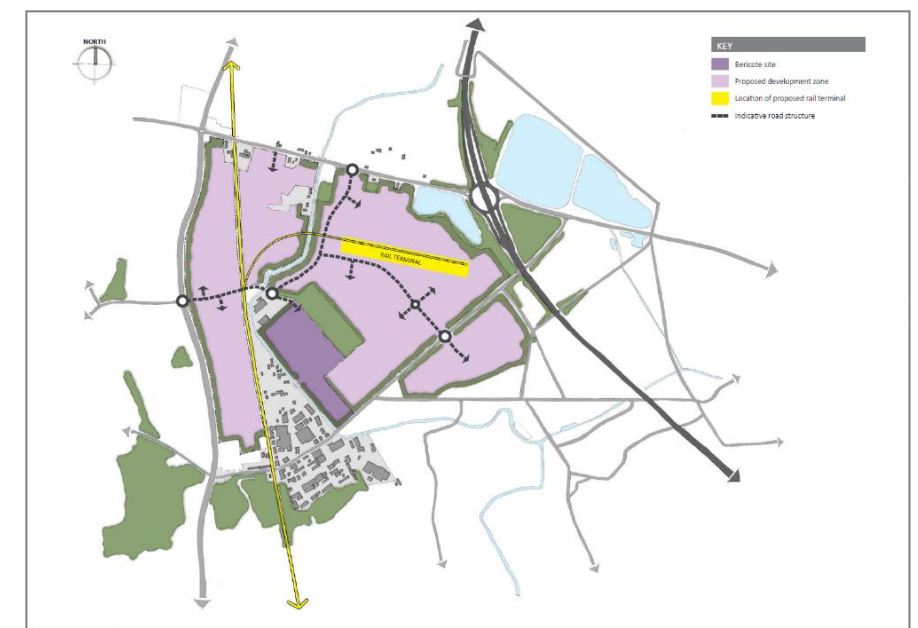 NORTH
KEY
Bericote site
Proposed development zone
Location of proposed rail terminal
Indicative road structure
RAIL TERMINAL